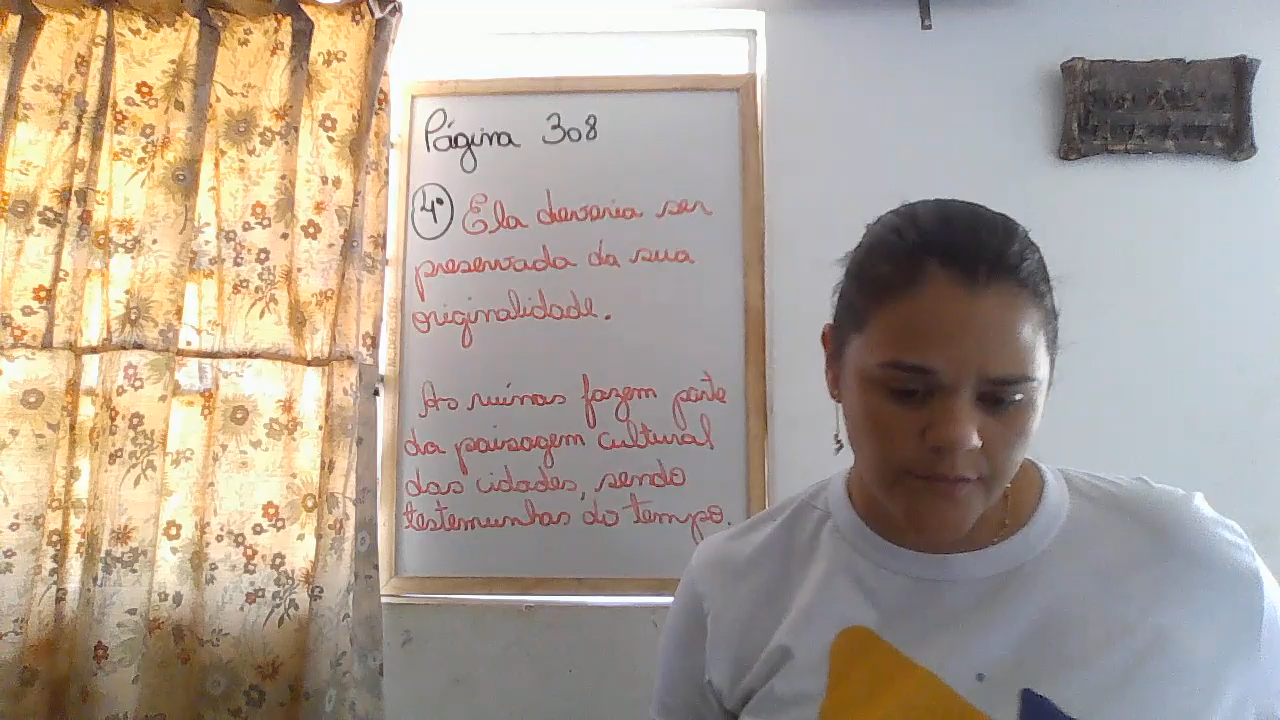 Página 308
4º Ela deveria ser
preservada da sua
originalidade.
As ruínas fazem parte
da paisagem cultural
das cidades, sendo
testemunhas do tempo.